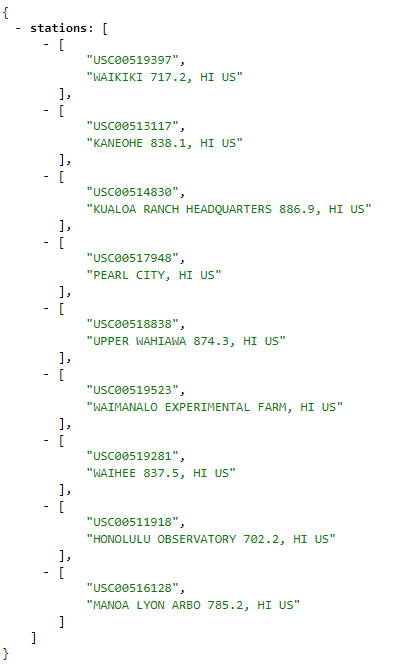 {
- stations: [
- [
"USC00519397",
"WAIKIKI 717.2, HI US"
],
- [
"USC00513117",
"KANEOHE 838.1, HI US"
],
- [
"USC00514830",
"KUALOA RANCH HEADQUARTERS 886.9, HI US"
],
- [
"USC00517948",
"PEARL CITY, HI US"
],
- [
"USC00518838",
"UPPER WAHIAWA 874.3, HI US"
],
- [
"USC00519523",
"WAIMANALO EXPERIMENTAL FARM, HI US"
],
- [
"USC00519281",
"WAIHEE 837.5, HI US"
],
- [
"USC00511918",
"HONOLULU OBSERVATORY 702.2, HI US"
],
- [
"USC00516128",
"MANOA LYON ARBO 785.2, HI US"
]
]
}